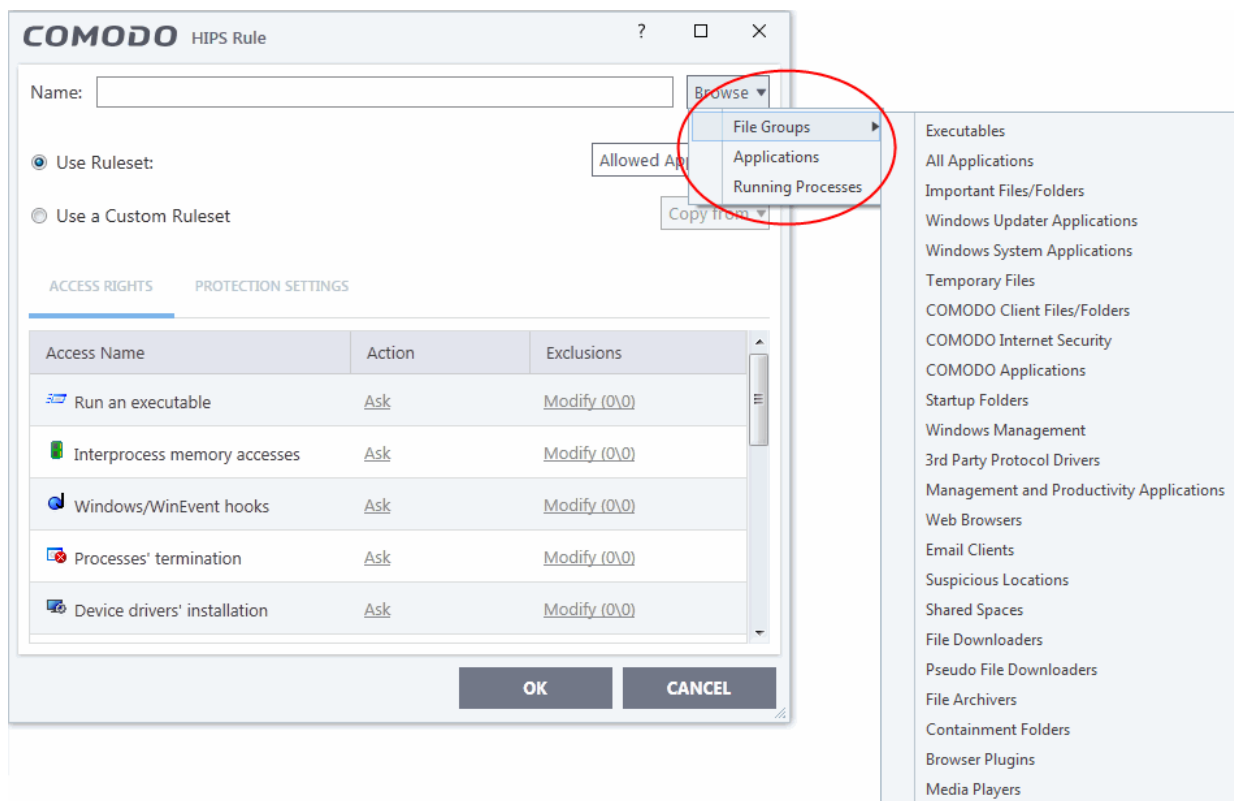 COMODO HIPS Rule ?
Name: Browse
File Groups
Applications
Running Processes
Use Ruleset: Allowed
Use a Custom Ruleset Copy from
ACCESS RIGHTS PROTECTION SETTINGS
Access Name Action Exclusions
Run an executable Ask Modify (0\0)
Interprocess memory accesses Ask Modify (0\0)
Windows/WinEvent hooks Ask Modify (0\0)
Processes' termination Ask Modify (0\0)
Device drivers' installation Ask Modify (0\0)
OK CANCEL
Executables
All Applications
Important Files/Folders
Windows Updater Applications
Windows System Applications
Temporary Files
COMODO Client Files/Folders
COMODO Internet Security
COMODO Applications
Startup Folders
Windows Management
3rd Party Protocol Drivers
Management and Productivity Applications
Web Browsers
Email Clients
Suspicious Locations
Shared Spaces
File Downloaders
Pseudo File Downloaders
File Archivers
Containment Folders
Browser Plugins
Media Players